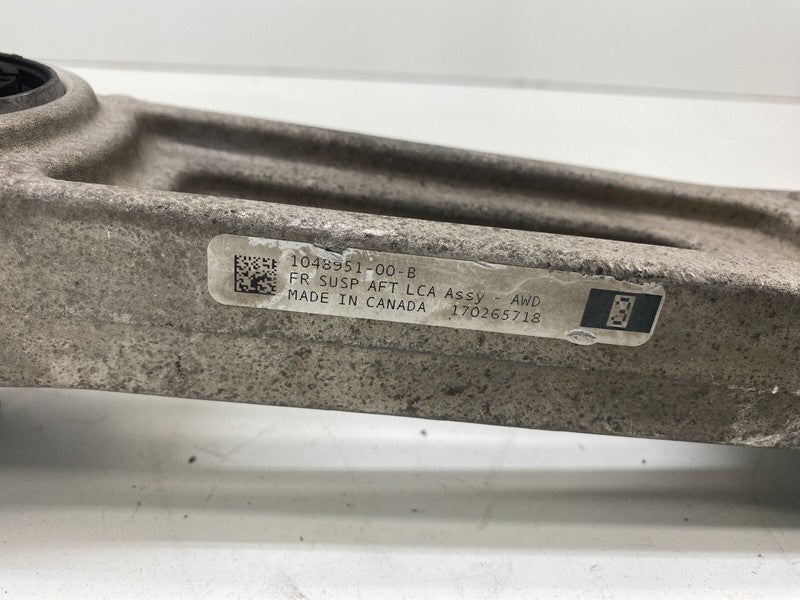 1048951-00-B
FR SUSP AFT LCA Assy - AWD
MADE IN CANADA 170265718